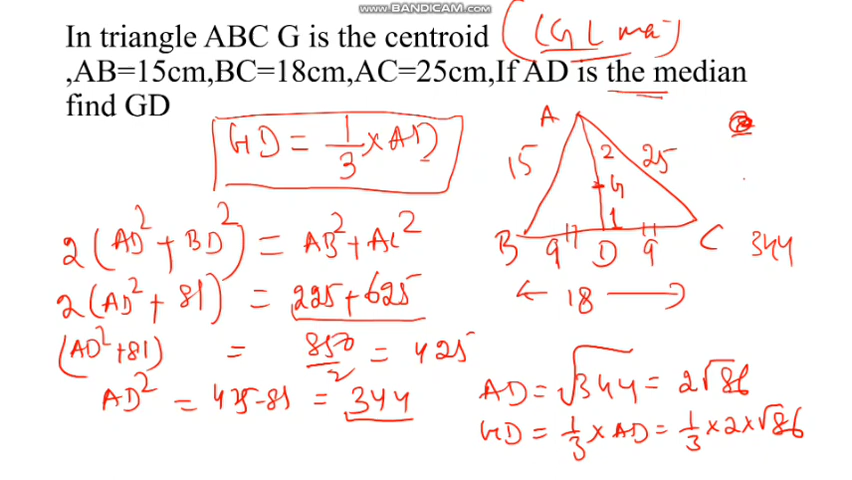 WWW.BANDICAM.COM
In triangle ABC G is the centroid
,AB=15cm,BC=18cm,AC=25cm,If AD is the median
find GD
GD = 1/3 × AD
A
15
2
25
G
1
B
9
D
9
C
344
18
2(AD² + BD²) = AB² + AC²
2(AD² + 81) = 225 + 625
(AD² + 81) = 850/2 = 425
AD² = 425-81 = 344
AD = √344 = 2√86
GD = 1/3 × AD = 1/3 × 2 × √86